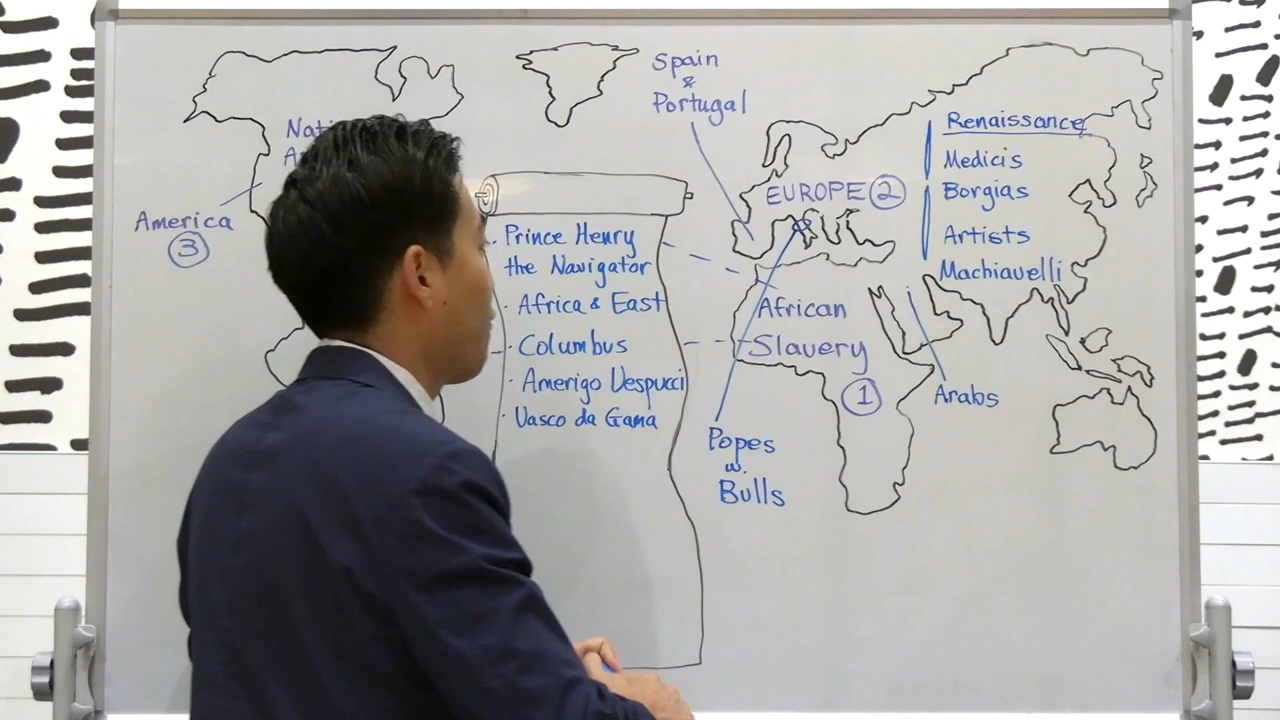 Spain
&
Portugal
America
③
EUROPE ②
Renaissance
Medicis
Borgias
Artists
Machiavelli
· Prince Henry
the Navigator
· Africa & East
· Columbus
· Amerigo Vespucci
· Vasco da Gama
African
Slavery
①
Arabs
Popes
w.
Bulls